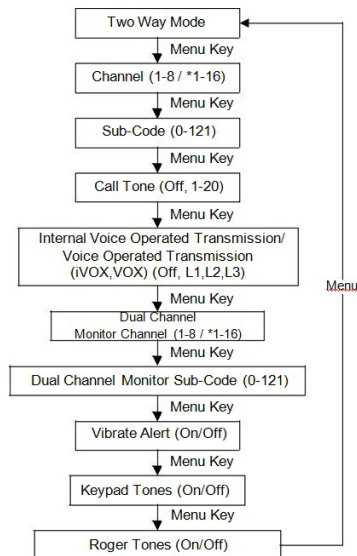 Two Way Mode
Menu Key
Channel (1-8 / *1-16)
Menu Key
Sub-Code (0-121)
Menu Key
Call Tone (Off, 1-20)
Menu Key
Internal Voice Operated Transmission/
Voice Operated Transmission
(iVOX,VOX) (Off, L1,L2,L3)
Menu
Menu Key
Dual Channel
Monitor Channel (1-8 / *1-16)
Menu Key
Dual Channel Monitor Sub-Code (0-121)
Menu Key
Vibrate Alert (On/Off)
Menu Key
Keypad Tones (On/Off)
Menu Key
Roger Tones (On/Off)